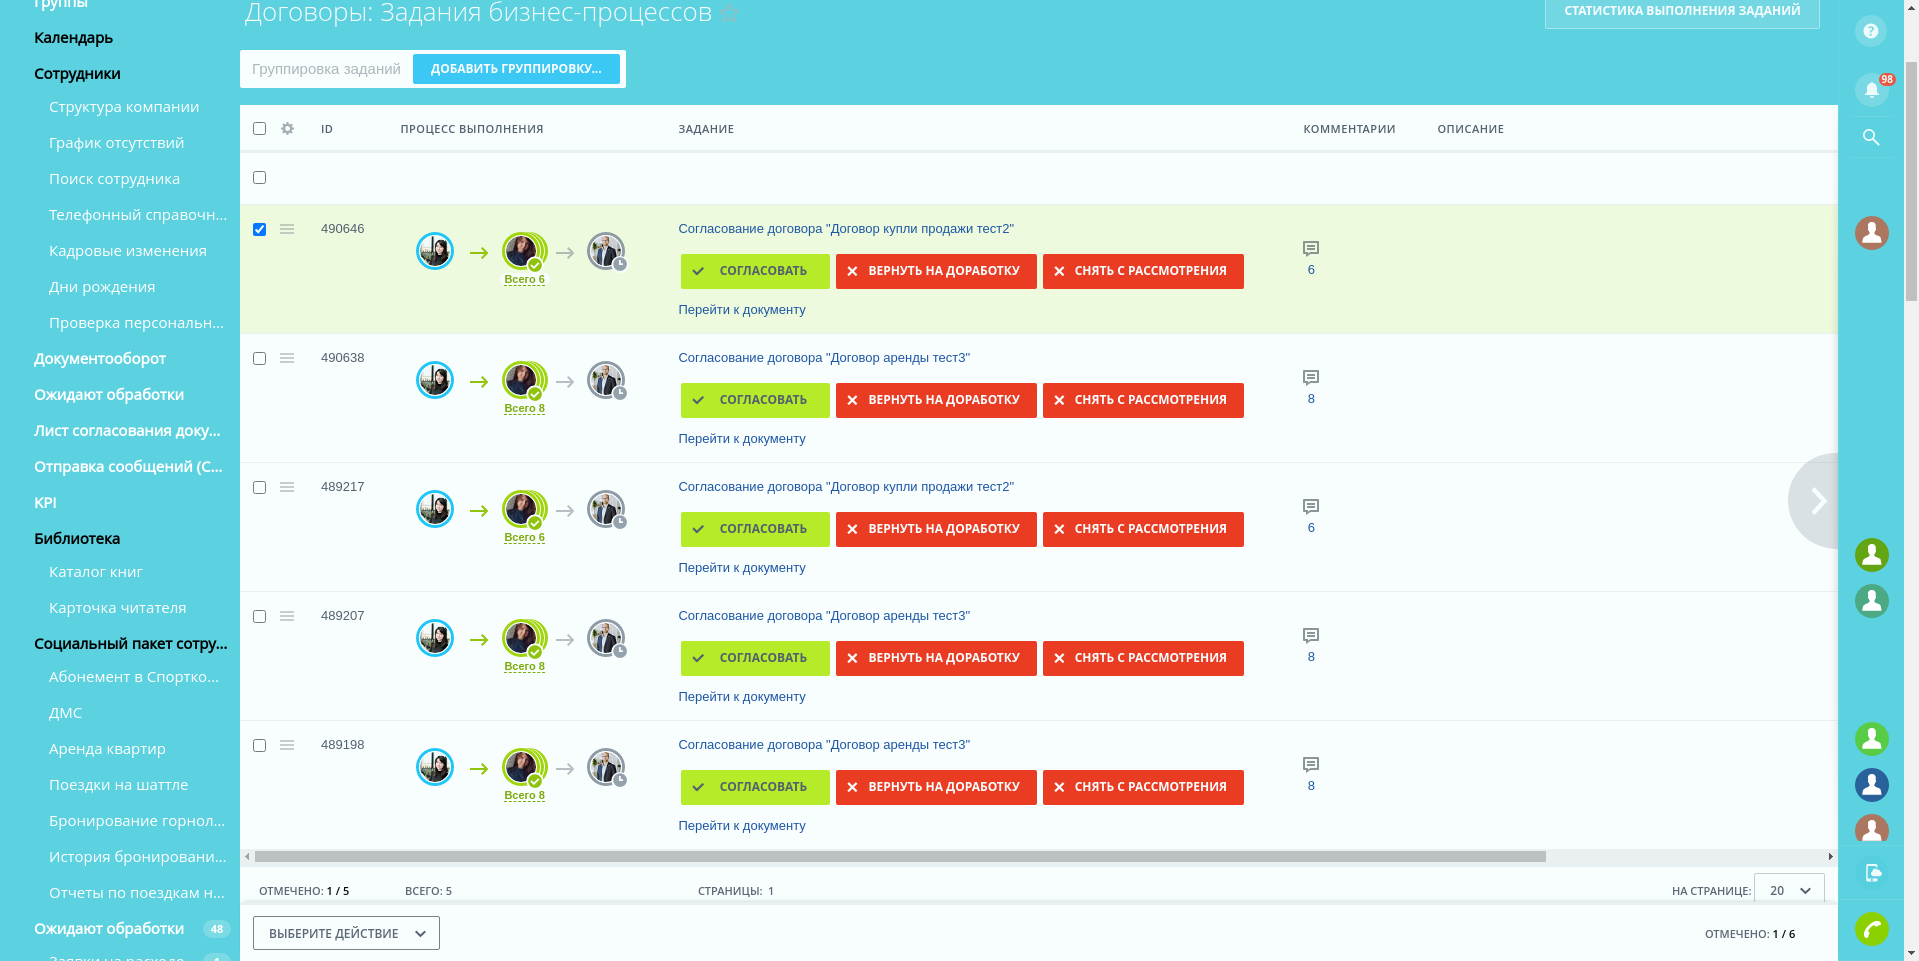 Группы
Календарь
Сотрудники
Структура компании
График отсутствий
Поиск сотрудника
Телефонный справочн...
Кадровые изменения
Дни рождения
Проверка персональн...
Документооборот
Ожидают обработки
Лист согласования доку...
Отправка сообщений (С...
KPI
Библиотека
Каталог книг
Карточка читателя
Социальный пакет сотру...
Абонемент в Спортко...
ДМС
Аренда квартир
Поездки на шаттле
Бронирование горнол...
История бронировани...
Отчеты по поездкам н...
Ожидают обработки 48
Договоры: Задания бизнес-процессов
СТАТИСТИКА ВЫПОЛНЕНИЯ ЗАДАНИЙ
Группировка заданий ДОБАВИТЬ ГРУППИРОВКУ...
ID ПРОЦЕСС ВЫПОЛНЕНИЯ ЗАДАНИЕ КОММЕНТАРИИ ОПИСАНИЕ
490646 Согласование договора "Договор купли продажи тест2"
СОГЛАСОВАТЬ ВЕРНУТЬ НА ДОРАБОТКУ СНЯТЬ С РАССМОТРЕНИЯ 6
Всего 6
Перейти к документу
490638 Согласование договора "Договор аренды тест3"
СОГЛАСОВАТЬ ВЕРНУТЬ НА ДОРАБОТКУ СНЯТЬ С РАССМОТРЕНИЯ 8
Всего 8
Перейти к документу
489217 Согласование договора "Договор купли продажи тест2"
СОГЛАСОВАТЬ ВЕРНУТЬ НА ДОРАБОТКУ СНЯТЬ С РАССМОТРЕНИЯ 6
Всего 6
Перейти к документу
489207 Согласование договора "Договор аренды тест3"
СОГЛАСОВАТЬ ВЕРНУТЬ НА ДОРАБОТКУ СНЯТЬ С РАССМОТРЕНИЯ 8
Всего 8
Перейти к документу
489198 Согласование договора "Договор аренды тест3"
СОГЛАСОВАТЬ ВЕРНУТЬ НА ДОРАБОТКУ СНЯТЬ С РАССМОТРЕНИЯ 8
Всего 8
Перейти к документу
ОТМЕЧЕНО: 1 / 5 ВСЕГО: 5 СТРАНИЦЫ: 1 НА СТРАНИЦЕ: 20
ВЫБЕРИТЕ ДЕЙСТВИЕ ОТМЕЧЕНО: 1 / 6
98